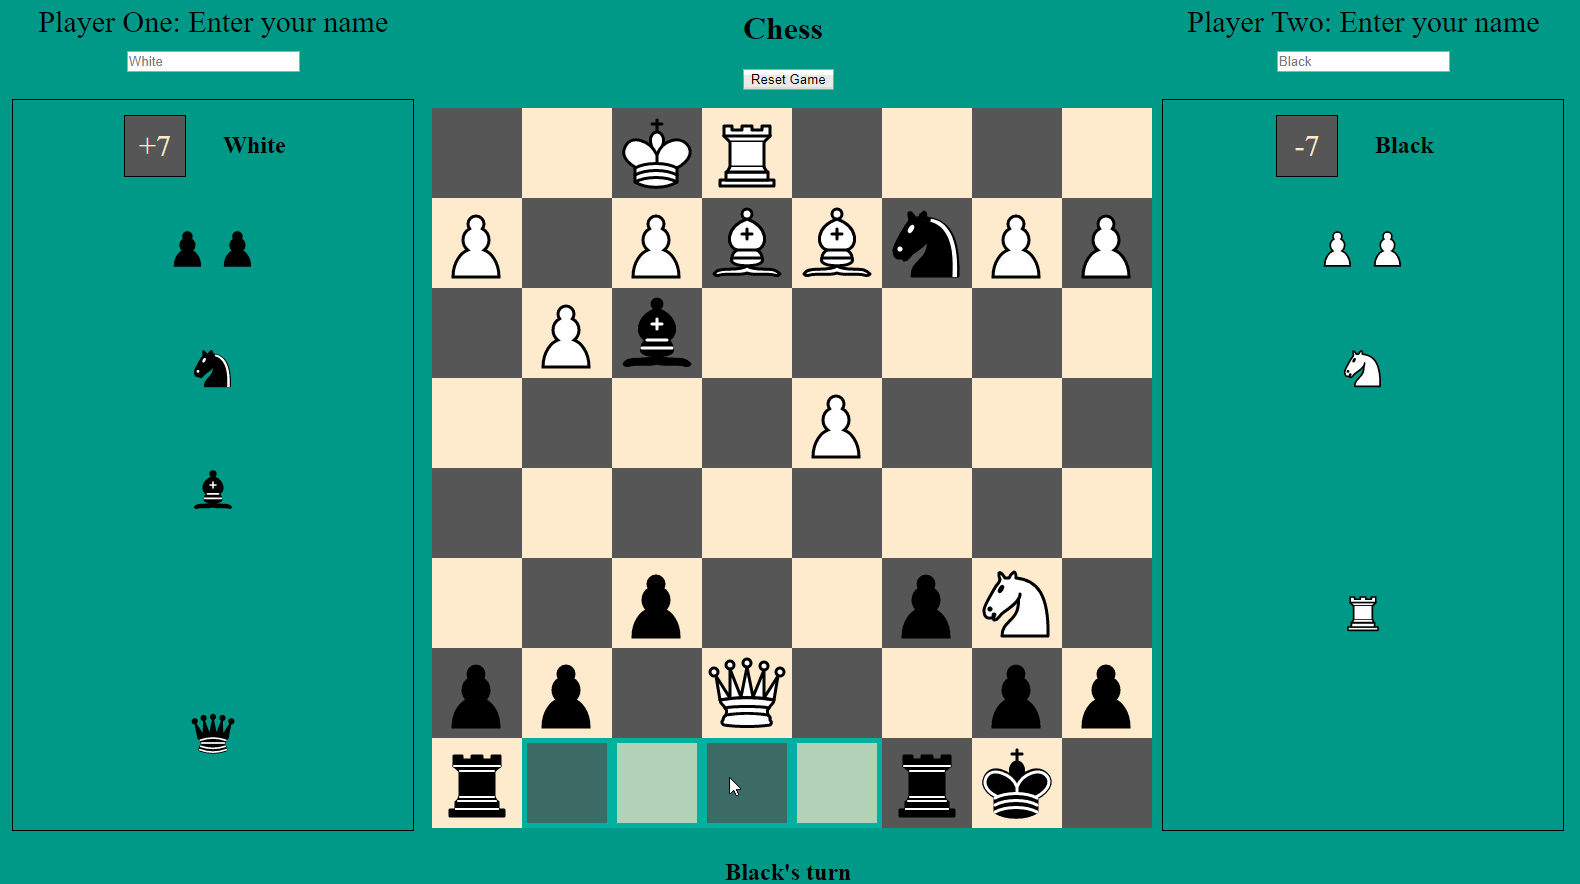 Player One: Enter your name
White
Chess
Reset Game
Player Two: Enter your name
Black
+7
White
-7
Black
Black's turn